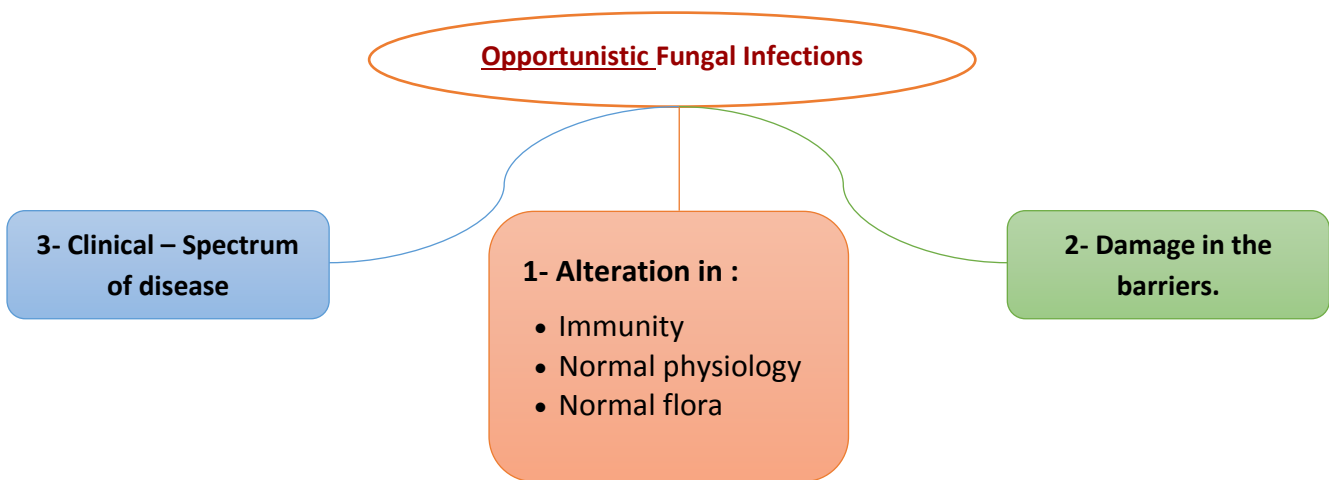 Opportunistic Fungal Infections
3- Clinical – Spectrum
of disease
1- Alteration in :
• Immunity
• Normal physiology
• Normal flora
2- Damage in the
barriers.